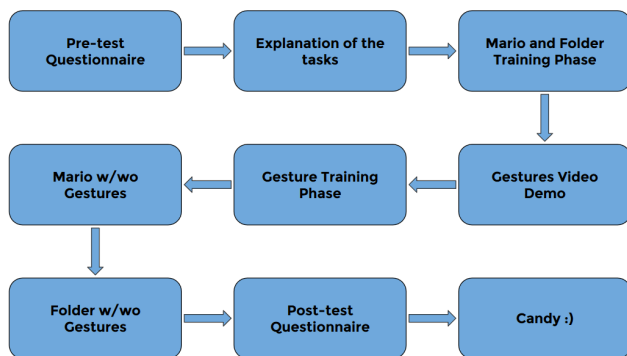 Pre-test
Questionnaire
Explanation of the
tasks
Mario and Folder
Training Phase
Gestures Video
Demo
Gesture Training
Phase
Mario w/wo
Gestures
Folder w/wo
Gestures
Post-test
Questionnaire
Candy :)